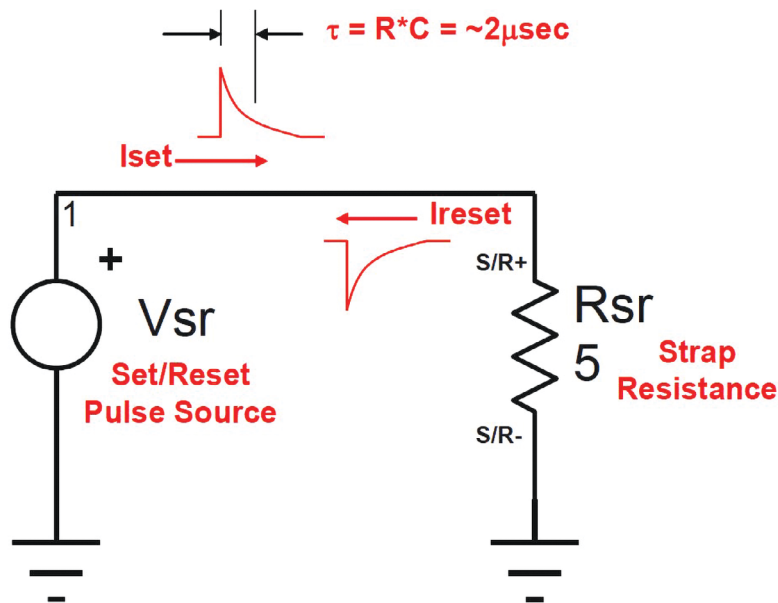 τ = R*C = ~2μsec
Iset
1
Ireset
+
S/R+
Vsr
Rsr
5
Set/Reset
Pulse Source
Strap
Resistance
S/R-